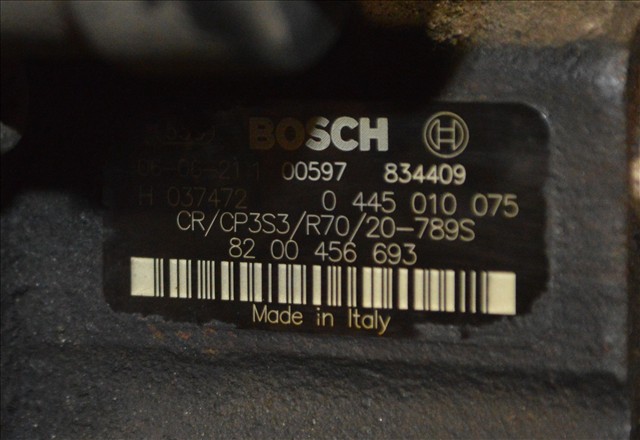 BOSCH
00597 834409
H 037472 0 445 010 075
CR/CP3S3/R70/20-789S
82 00 456 693
Made in Italy